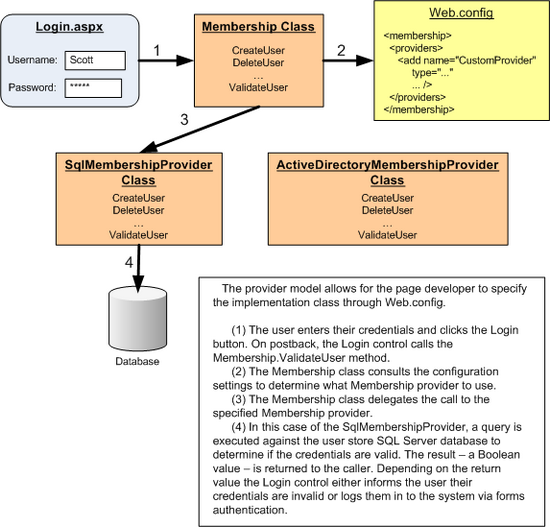 Login.aspx
Username: Scott
Password: *****
1
Membership Class
CreateUser
DeleteUser
...
ValidateUser
2
Web.config
<membership>
<providers>
<add name="CustomProvider"
type="..."
... />
</providers>
</membership>
3
SqlMembershipProvider
Class
CreateUser
DeleteUser
...
ValidateUser
ActiveDirectoryMembershipProvider
Class
CreateUser
DeleteUser
...
ValidateUser
4
Database
The provider model allows for the page developer to specify
the implementation class through Web.config.
(1) The user enters their credentials and clicks the Login
button. On postback, the Login control calls the
Membership.ValidateUser method.
(2) The Membership class consults the configuration
settings to determine what Membership provider to use.
(3) The Membership class delegates the call to the
specified Membership provider.
(4) In this case of the SqlMembershipProvider, a query is
executed against the user store SQL Server database to
determine if the credentials are valid. The result – a Boolean
value – is returned to the caller. Depending on the return
value the Login control either informs the user their
credentials are invalid or logs them in to the system via forms
authentication.